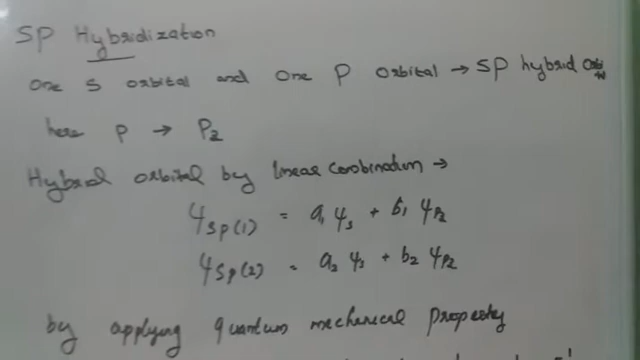 SP Hybridization
One S orbital and One P orbital → SP hybrid
here P → Pz
Hybrid orbital by linear combination →
ψsp(1) = a₁ ψs + b₁ ψPz
ψsp(2) = a₂ ψs + b₂ ψPz
by applying quantum mechanical property